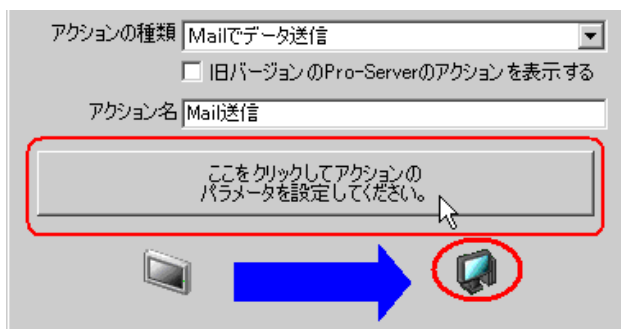 アクションの種類 Mailでデータ送信
旧バージョンのPro-Serverのアクションを表示する
アクション名 Mail送信
ここをクリックしてアクションの
パラメータを設定してください。